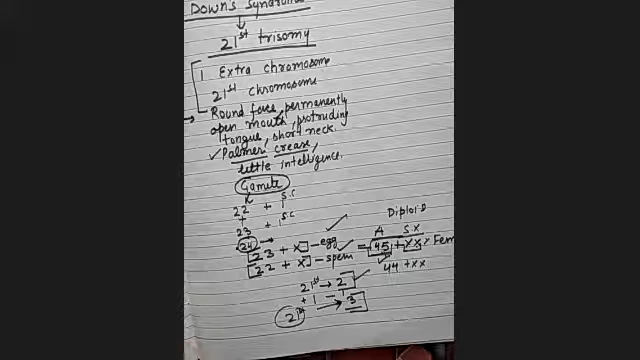 Down's Syndrome
21st trisomy
1 Extra chromosome
21st chromosome
Round face, permanently
open mouth, protruding
tongue, short neck.
Palmer crease,
little intelligence.
Gamete
S.C
22 + 1
+
23 + 1 S.C
24
Diploid
A S.X
23 + X - egg = 45 + XX Fem
22 + X - sperm
44 + XX
21st → 2
+ 1 - 1
21st → 3